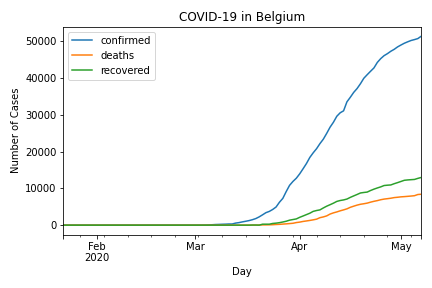 COVID-19 in Belgium
confirmed
deaths
recovered
Number of Cases
50000
40000
30000
20000
10000
0
Feb
2020
Mar
Apr
May
Day